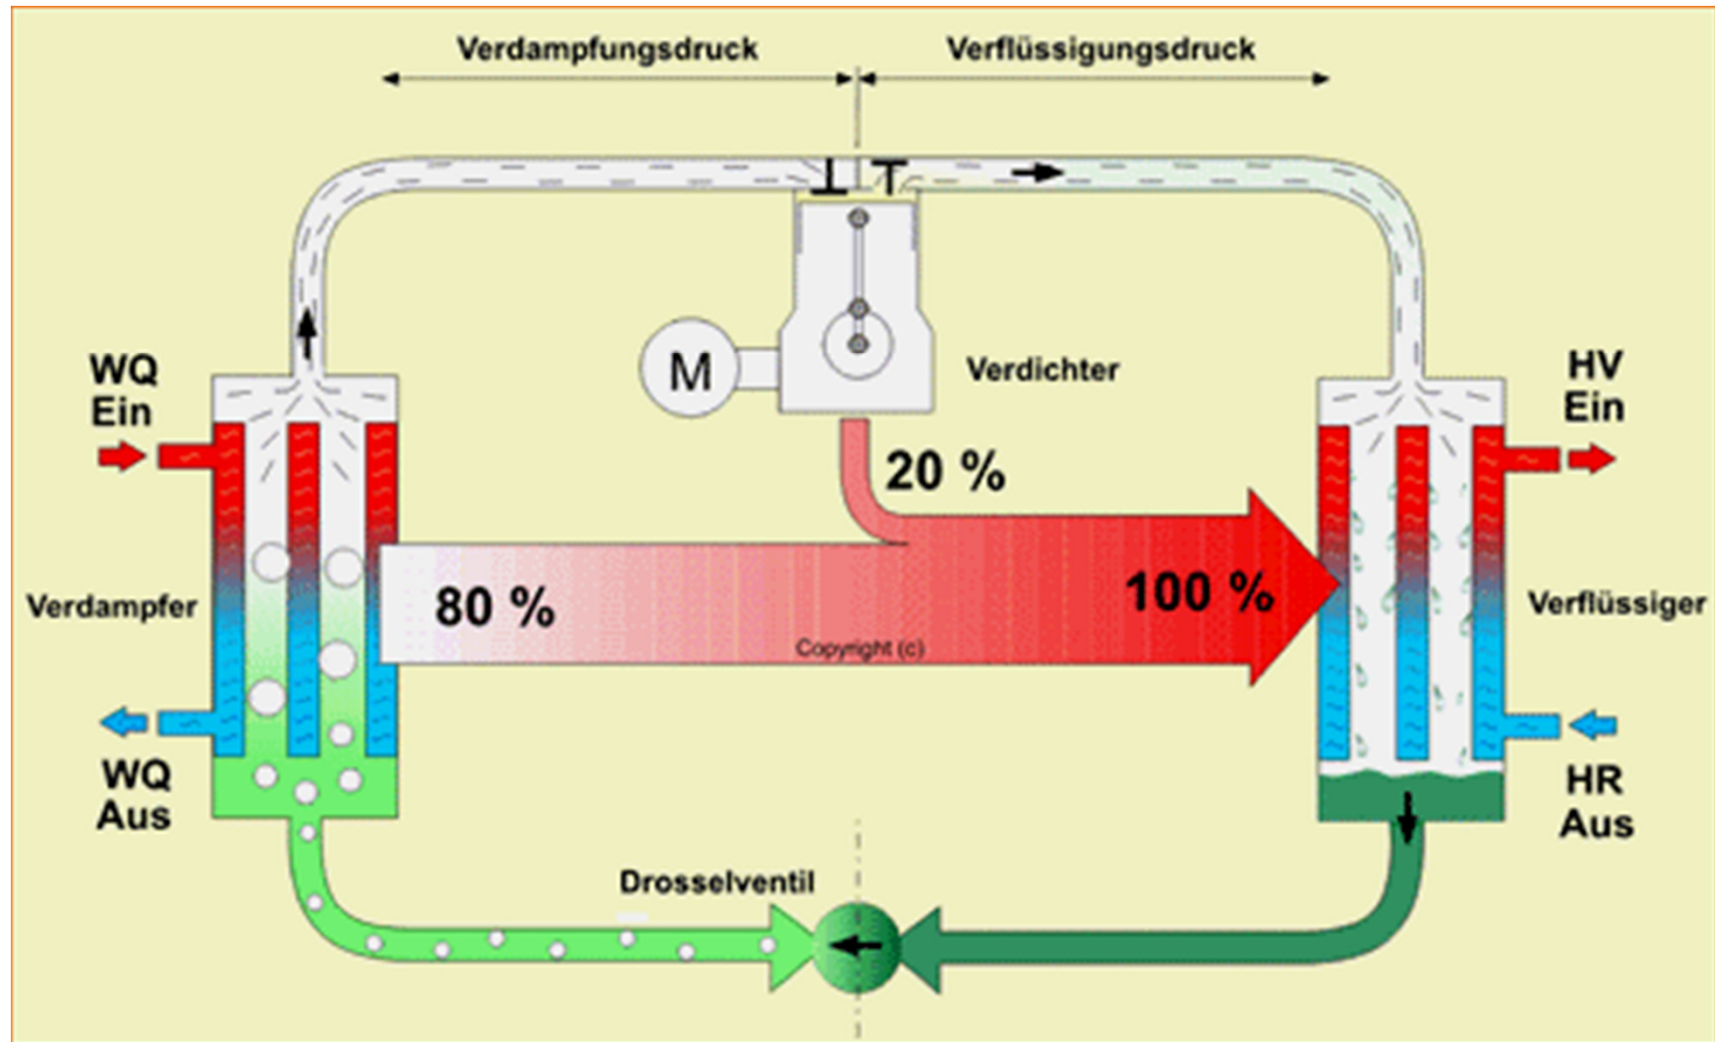 Verdampfungsdruck
Verflüssigungsdruck
WQ
Ein
M
Verdichter
HV
Ein
20 %
Verdampfer
80 %
100 %
Verflüssiger
Copyright (c)
WQ
Aus
HR
Aus
Drosselventil